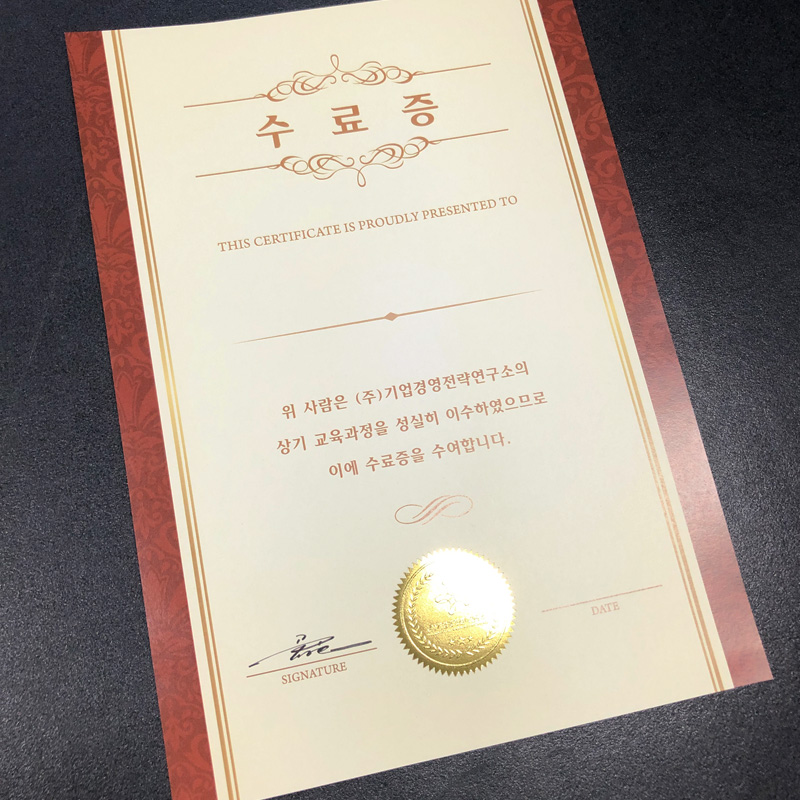 수료증
THIS CERTIFICATE IS PROUDLY PRESENTED TO
위 사람은 (주)기업경영전략연구소의
상기 교육과정을 성실히 이수하였으므로
이에 수료증을 수여합니다.
SIGNATURE
DATE